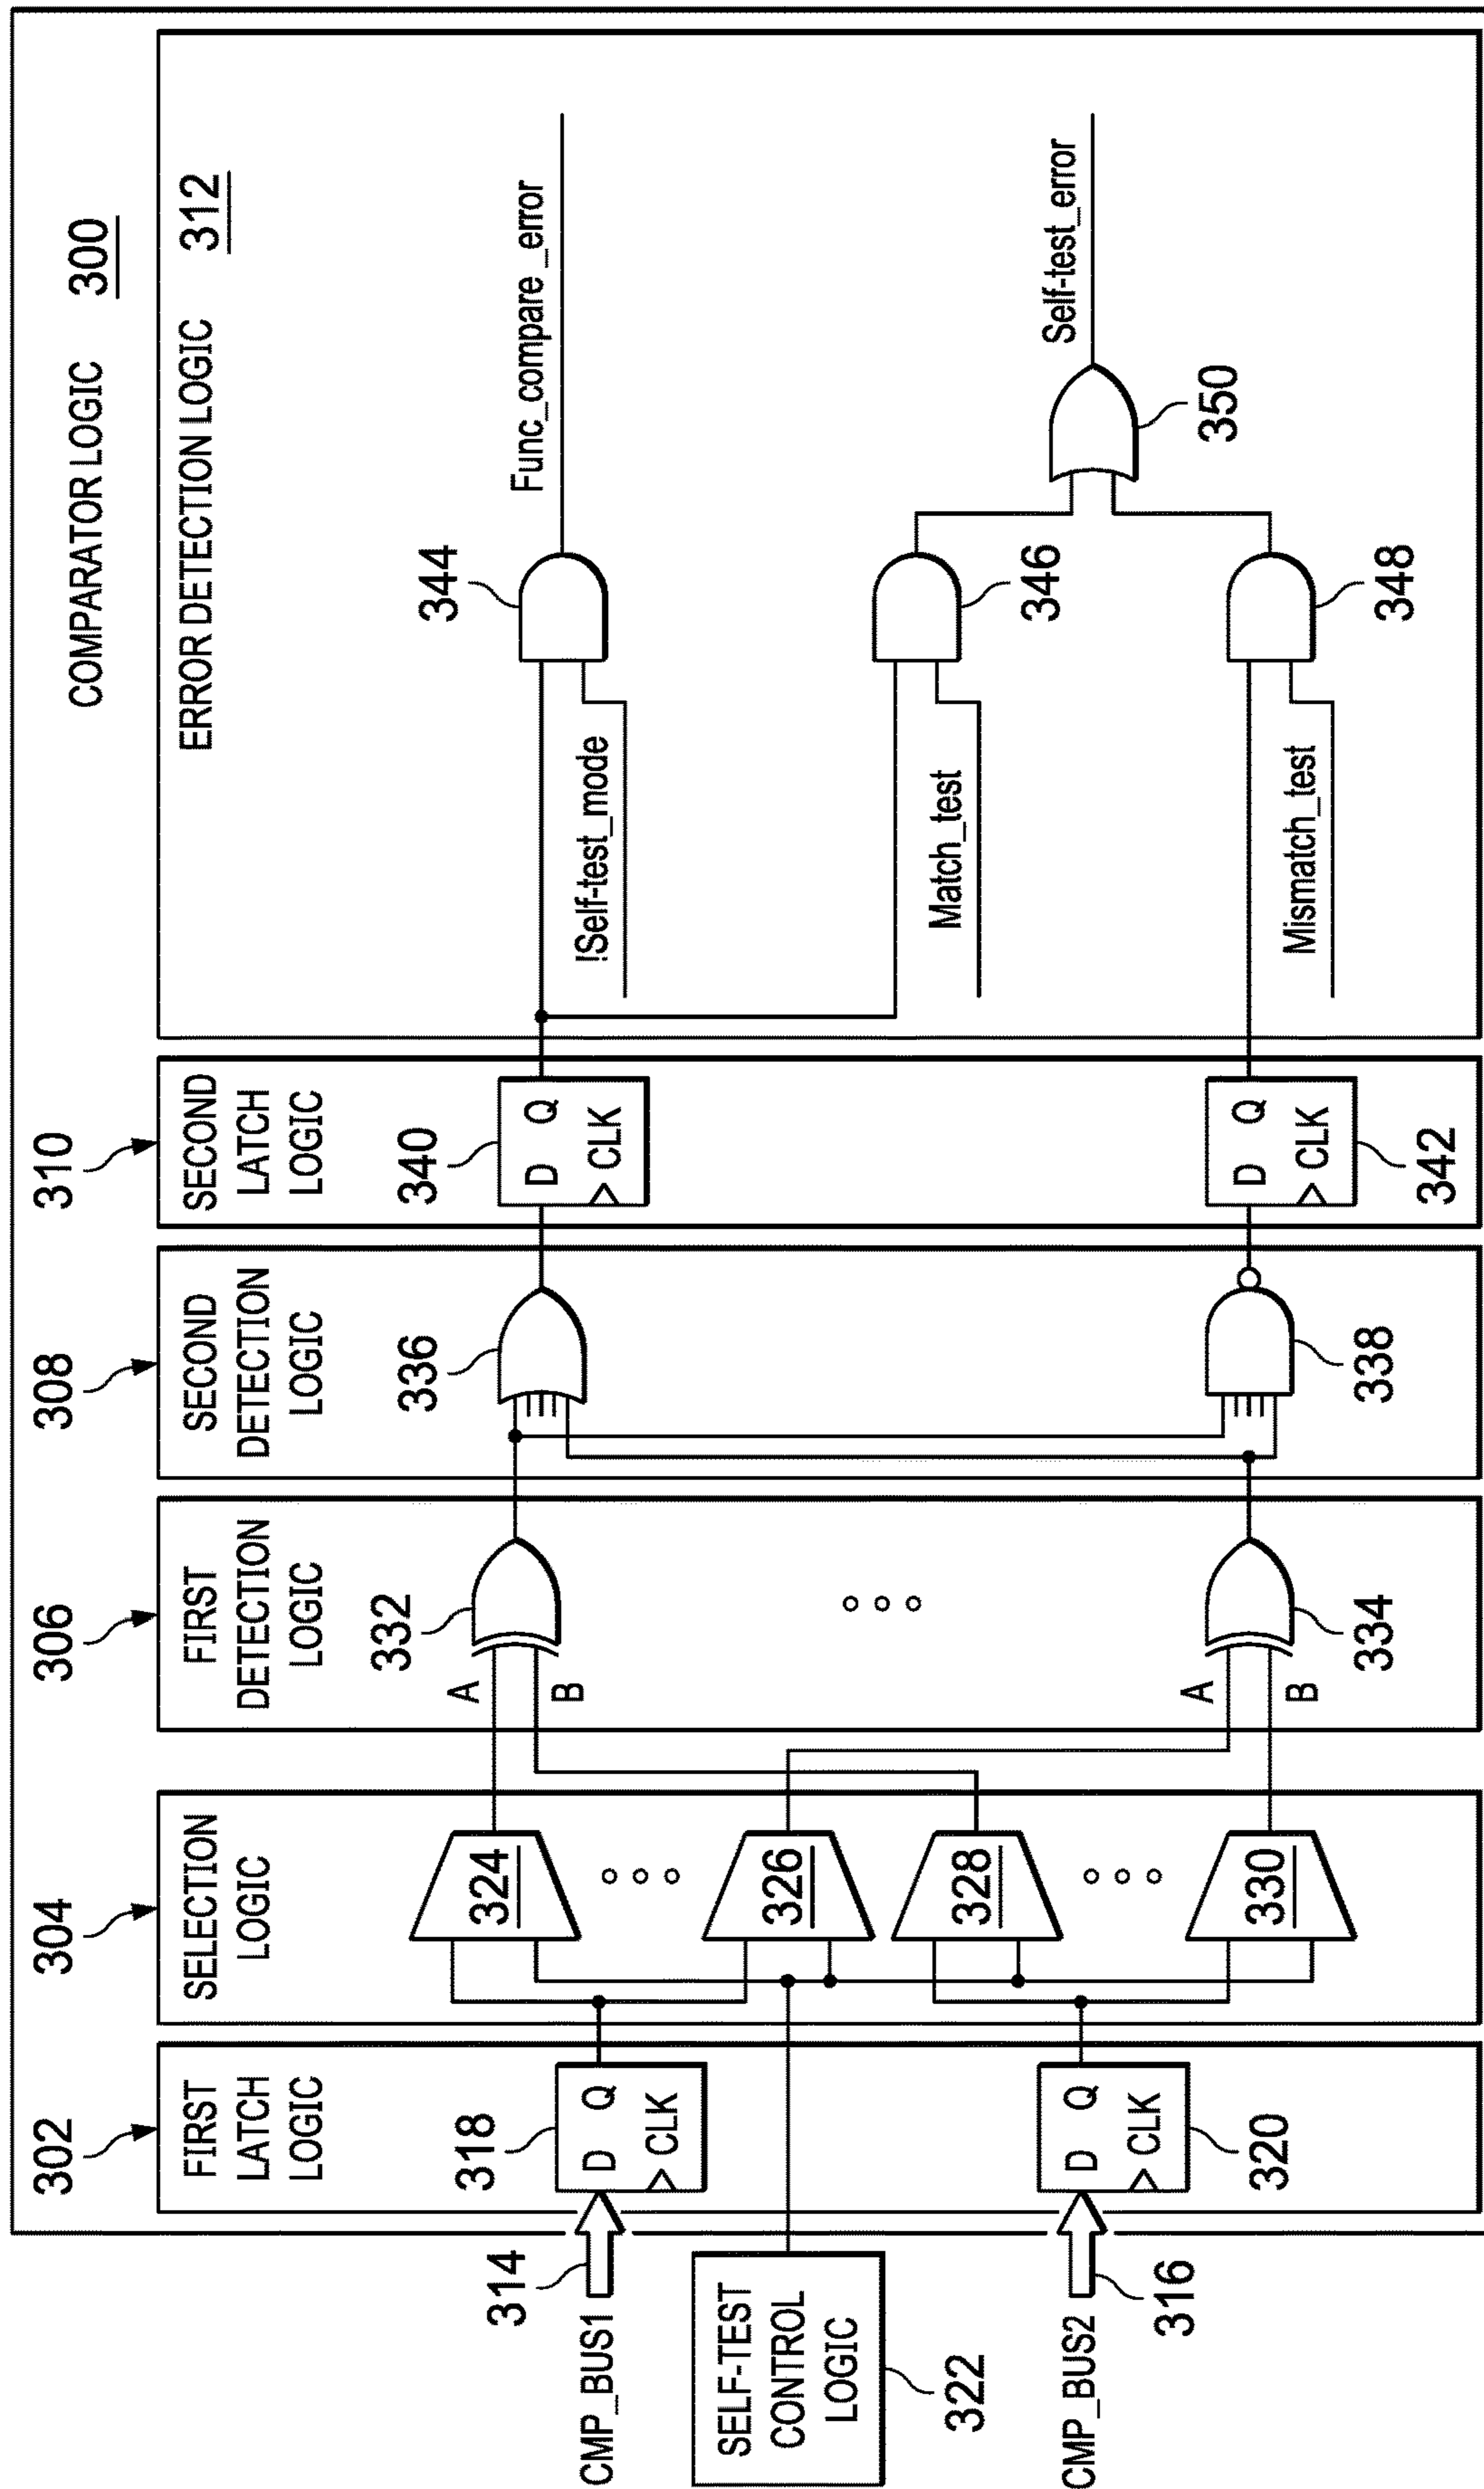 COMPARATOR LOGIC 300
302
FIRST
LATCH
LOGIC
304
SELECTION
LOGIC
306
FIRST
DETECTION
LOGIC
308
SECOND
DETECTION
LOGIC
310
SECOND
LATCH
LOGIC
ERROR DETECTION LOGIC 312
314
CMP_BUS1
318
D Q
CLK
SELF-TEST
CONTROL
LOGIC
322
CMP_BUS2
316
D Q
CLK
320
324
326
328
330
332
A
B
A
B
334
336
338
340
D Q
CLK
D Q
CLK
342
344
!Self-test_mode
Func_compare _error
Match_test
346
Mismatch_test
348
350
Self-test_error